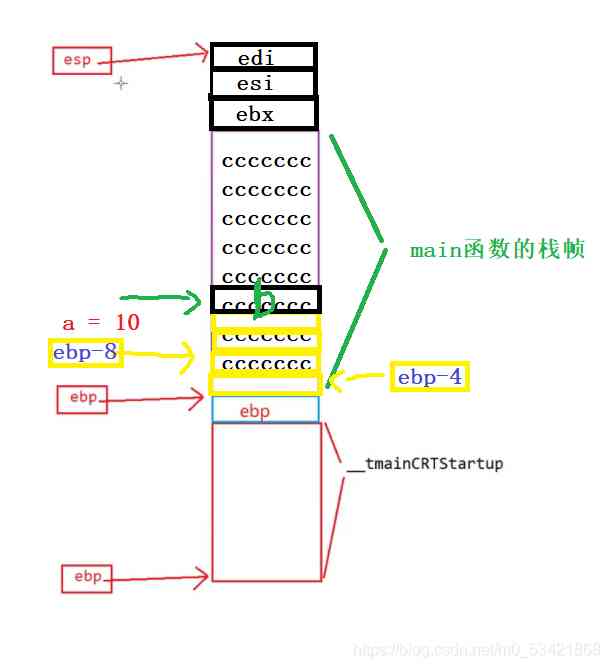 edi
esp
esi
ebx
ccccccc
ccccccc
ccccccc
ccccccc
main函数的栈帧
ccccccc
b
ccccccc
a = 10
ccccccc
ebp-8
ccccccc
ebp-4
ebp
ebp
__tmainCRTStartup
ebp
https://blog.csdn.net/m0_53421868